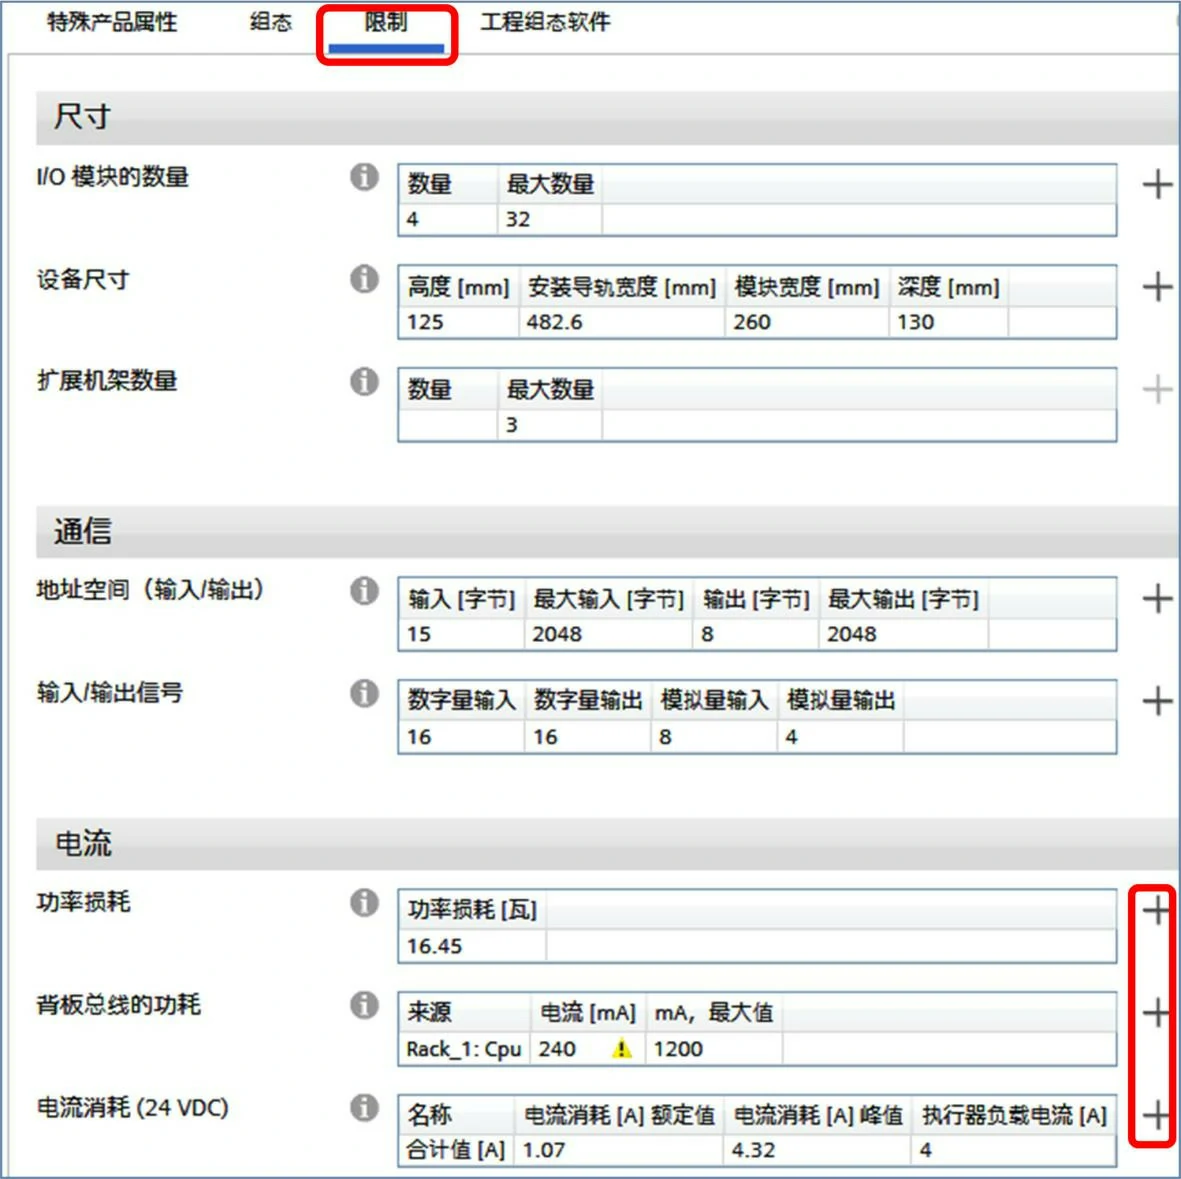 特殊产品属性 组态 限制 工程组态软件
尺寸
I/O 模块的数量
数量 最大数量
4 32
设备尺寸
高度 [mm] 安装导轨宽度 [mm] 模块宽度 [mm] 深度 [mm]
125 482.6 260 130
扩展机架数量
数量 最大数量
3
通信
地址空间（输入/输出）
输入 [字节] 最大输入 [字节] 输出 [字节] 最大输出 [字节]
15 2048 8 2048
输入/输出信号
数字量输入 数字量输出 模拟量输入 模拟量输出
16 16 8 4
电流
功率损耗
功率损耗 [瓦]
16.45
背板总线的功耗
来源 电流 [mA] mA，最大值
Rack_1: Cpu 240 1200
电流消耗 (24 VDC)
名称 电流消耗 [A] 额定值 电流消耗 [A] 峰值 执行器负载电流 [A]
合计值 [A] 1.07 4.32 4